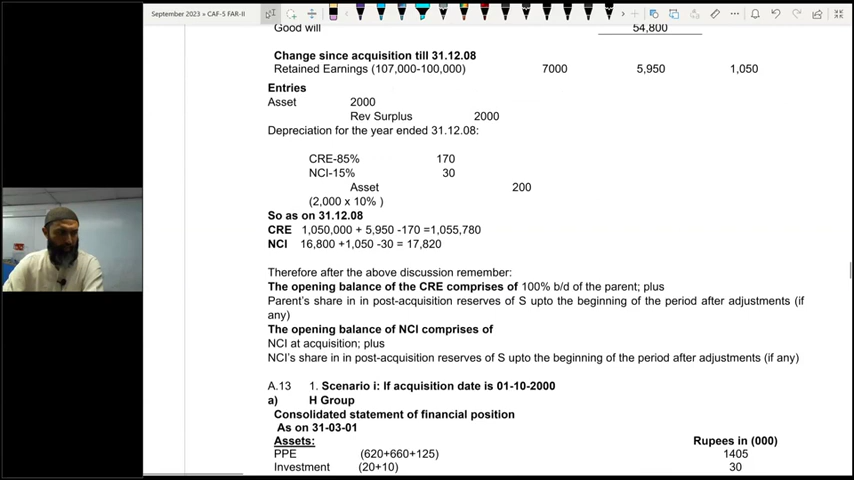 September 2023 » CAF-5 FAR-II
Good will 54,800
Change since acquisition till 31.12.08
Retained Earnings (107,000-100,000) 7000 5,950 1,050
Entries
Asset 2000
Rev Surplus 2000
Depreciation for the year ended 31.12.08:
CRE-85% 170
NCI-15% 30
Asset 200
(2,000 x 10% )
So as on 31.12.08
CRE 1,050,000 + 5,950 -170 =1,055,780
NCI 16,800 +1,050 -30 = 17,820
Therefore after the above discussion remember:
The opening balance of the CRE comprises of 100% b/d of the parent; plus
Parent's share in in post-acquisition reserves of S upto the beginning of the period after adjustments (if
any)
The opening balance of NCI comprises of
NCI at acquisition; plus
NCI's share in in post-acquisition reserves of S upto the beginning of the period after adjustments (if any)
A.13 1. Scenario i: If acquisition date is 01-10-2000
a) H Group
Consolidated statement of financial position
As on 31-03-01
Assets: Rupees in (000)
PPE (620+660+125) 1405
Investment (20+10) 30